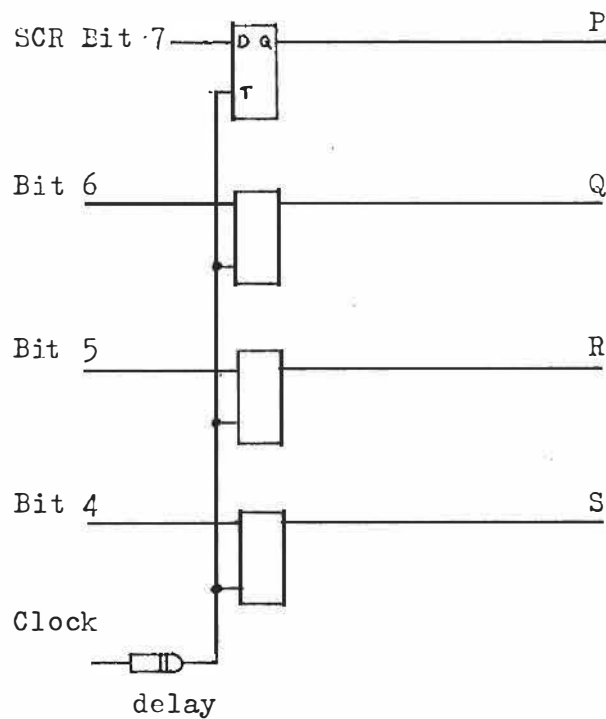 SCR Bit 7
D Q
P
T
Bit 6
Q
Bit 5
R
Bit 4
S
Clock
delay